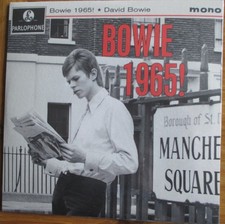 PARLOPHONE
Bowie 1965! • David Bowie
mono
BOWIE
1965!
Borough of St.
MANCHE
SQUARE